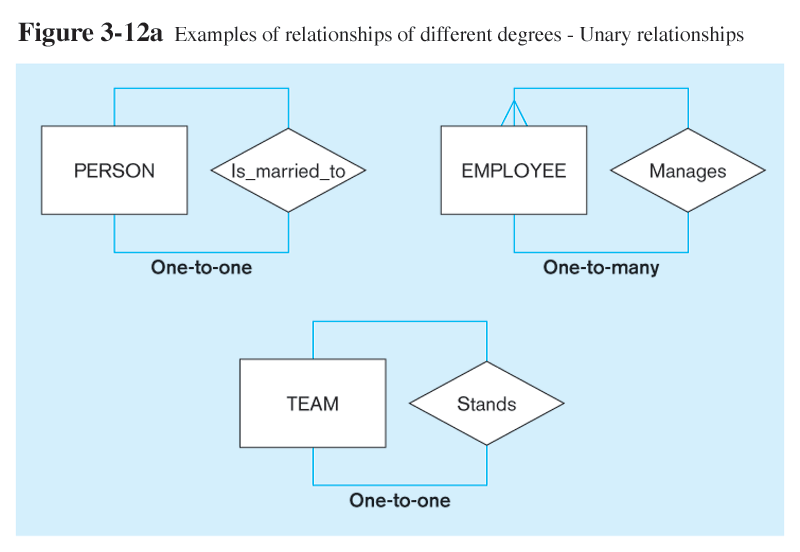 Figure 3-12a Examples of relationships of different degrees - Unary relationships
PERSON
Is_married_to
One-to-one
EMPLOYEE
Manages
One-to-many
TEAM
Stands
One-to-one